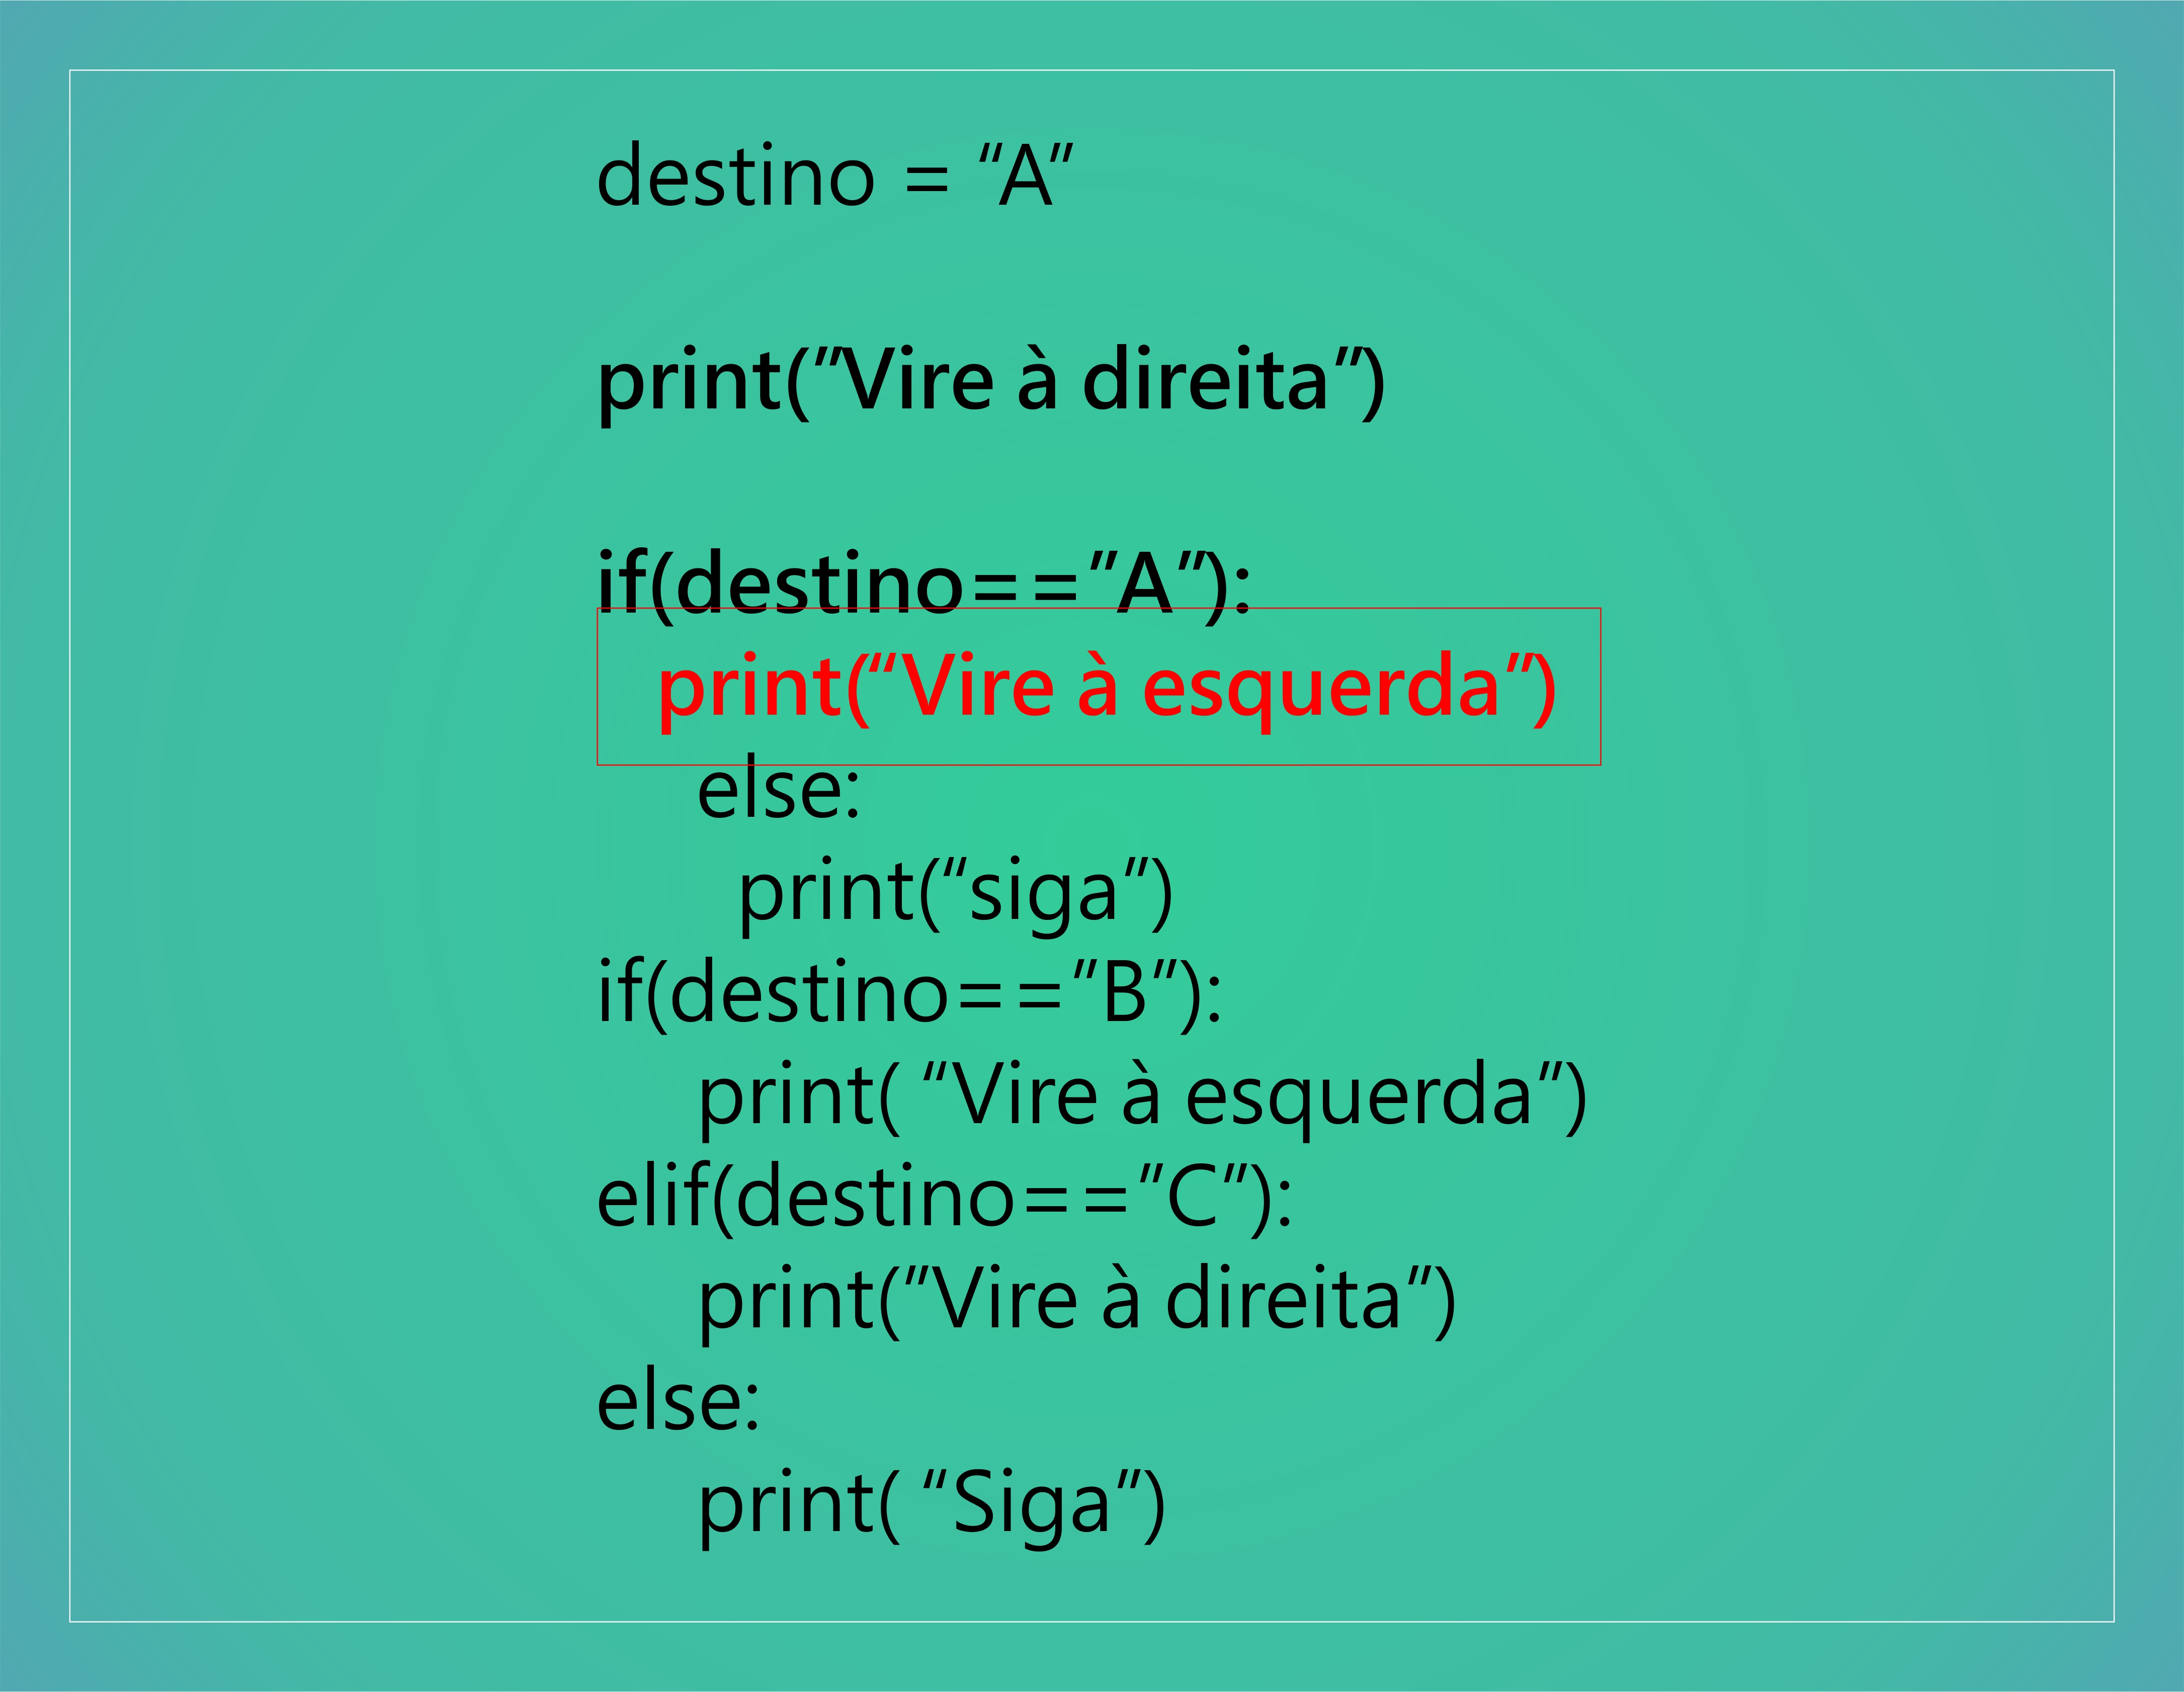 destino = “A”
print(”Vire à direita”)
if(destino==”A”):
print(“Vire à esquerda”)
else:
print(“siga”)
if(destino==”B”):
print( “Vire à esquerda”)
elif(destino==”C”):
print(“Vire à direita”)
else:
print( “Siga”)